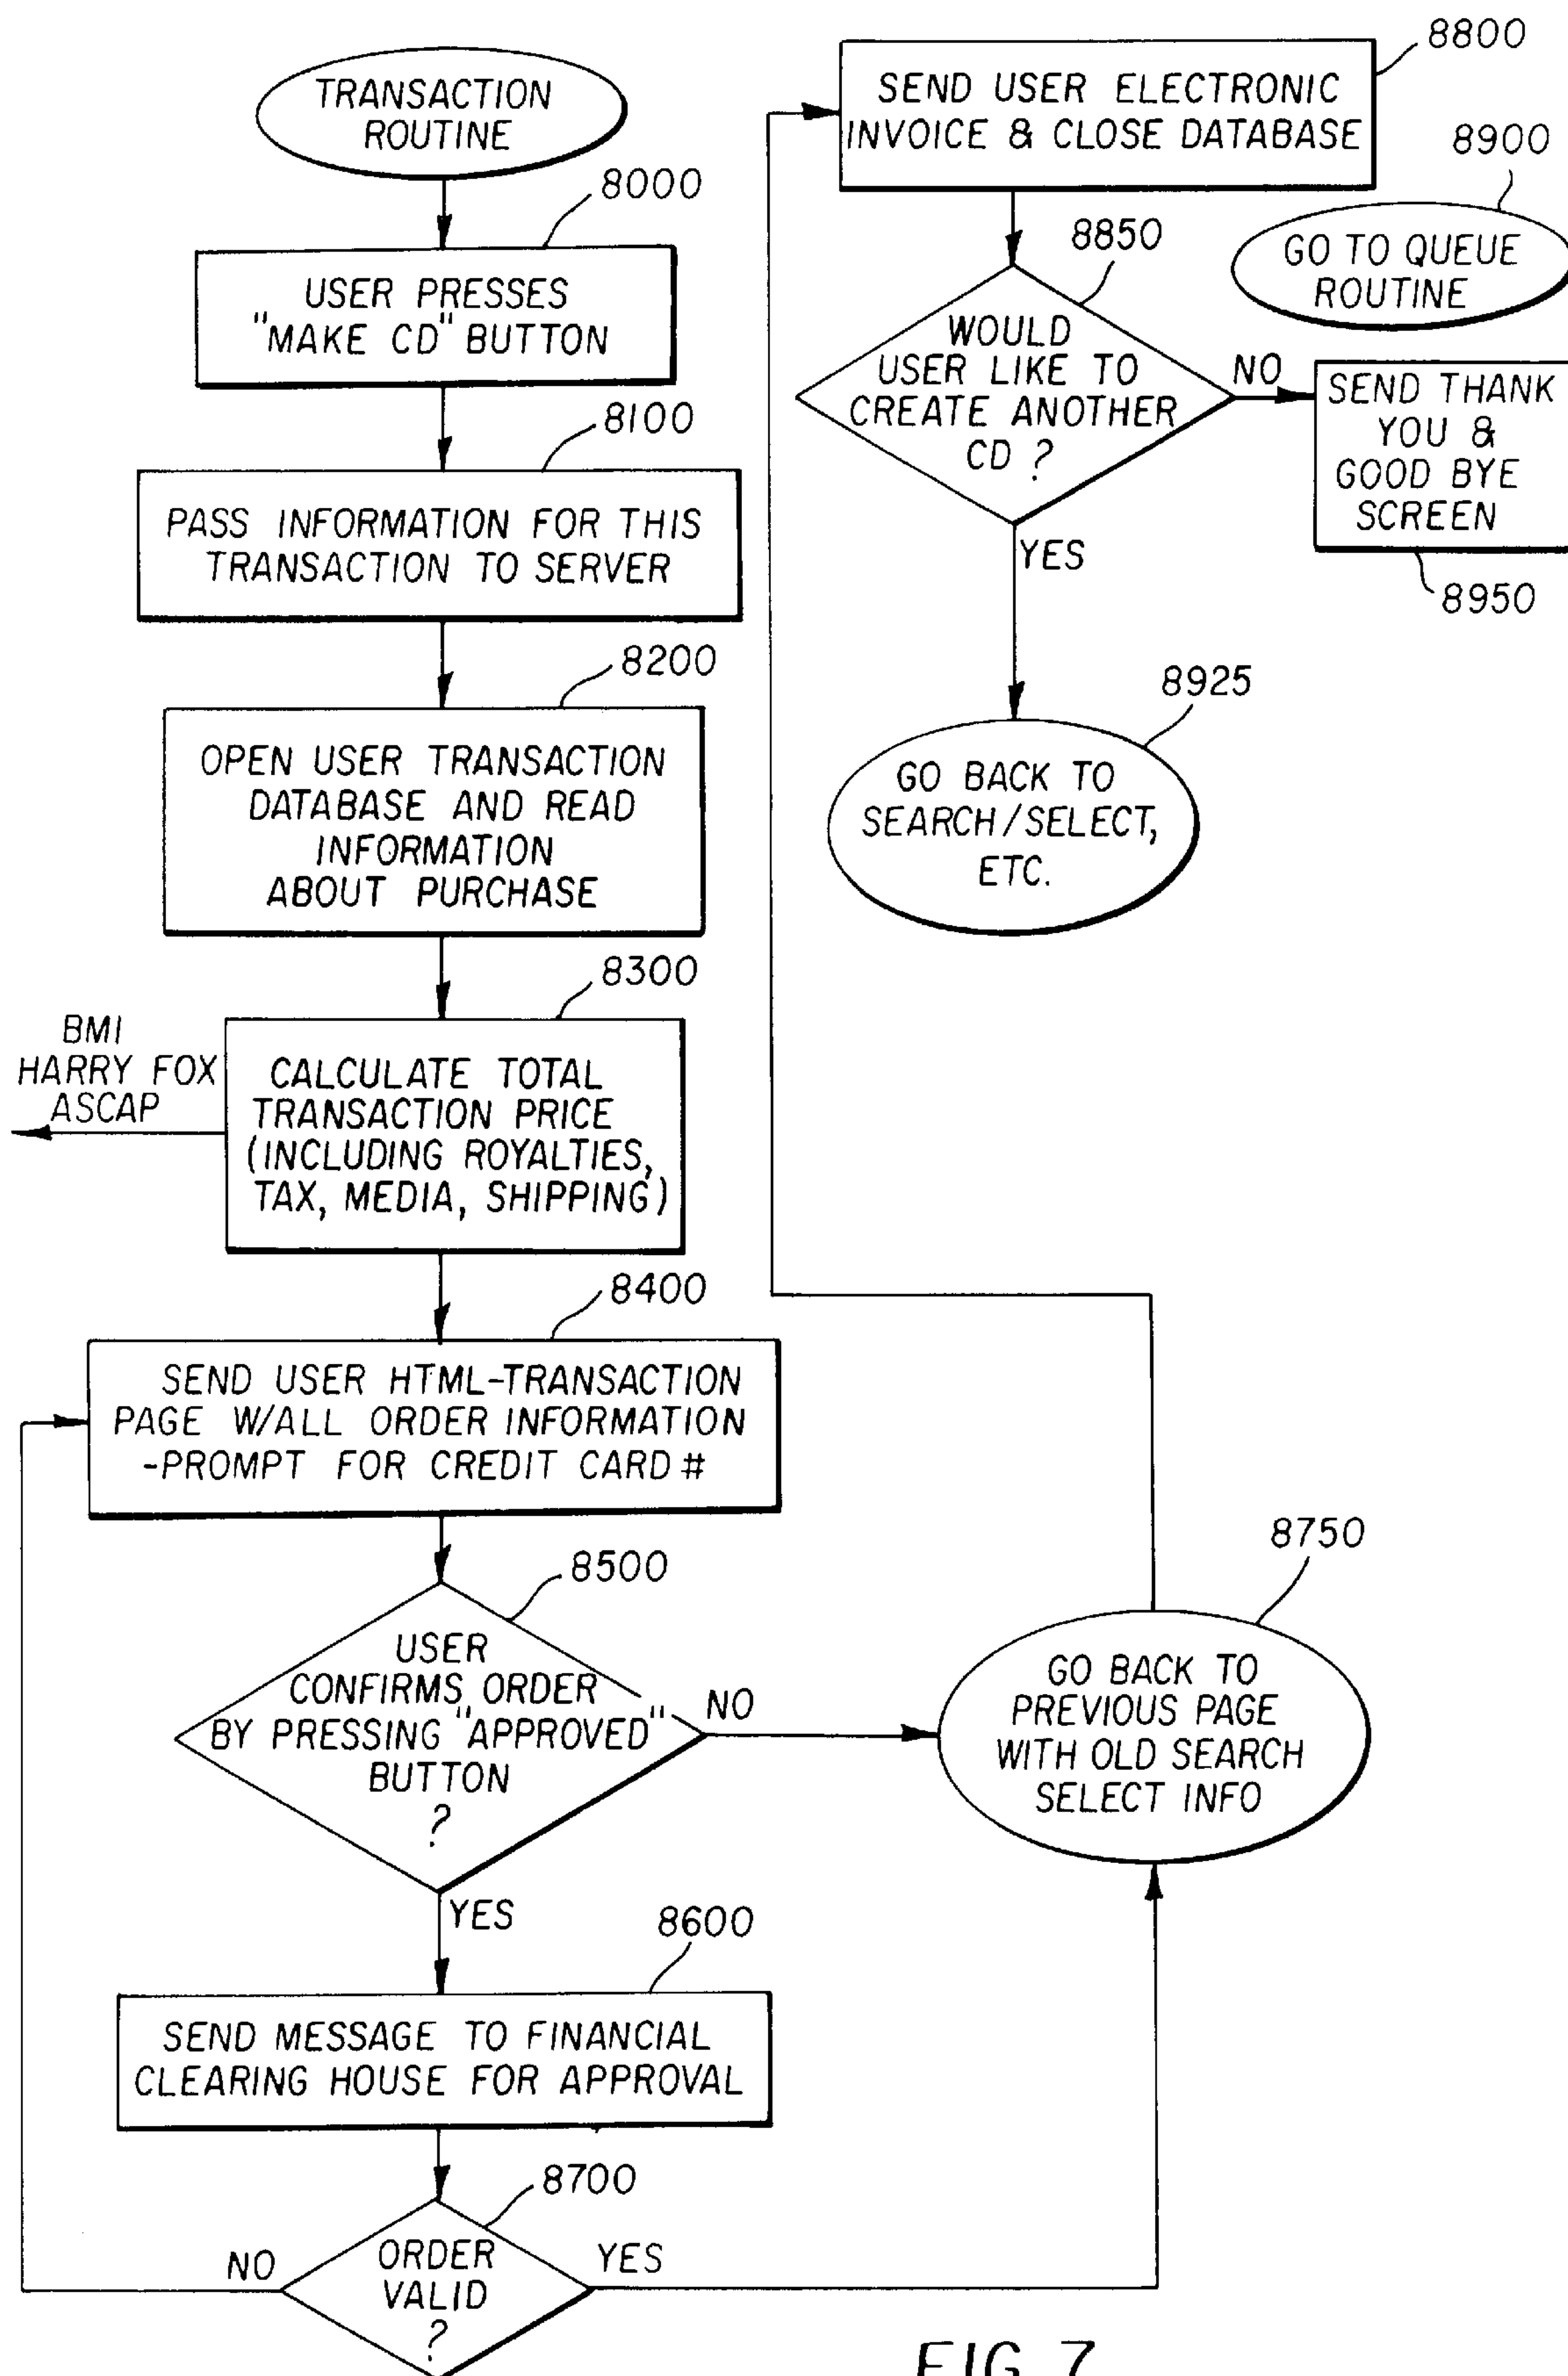 TRANSACTION
ROUTINE
8000
USER PRESSES
"MAKE CD" BUTTON
8100
PASS INFORMATION FOR THIS
TRANSACTION TO SERVER
8200
OPEN USER TRANSACTION
DATABASE AND READ
INFORMATION
ABOUT PURCHASE
8300
BMI
HARRY FOX
ASCAP
CALCULATE TOTAL
TRANSACTION PRICE
(INCLUDING ROYALTIES,
TAX, MEDIA, SHIPPING)
8400
SEND USER HTML-TRANSACTION
PAGE W/ALL ORDER INFORMATION
-PROMPT FOR CREDIT CARD #
8500
USER
CONFIRMS ORDER
BY PRESSING "APPROVED"
BUTTON
?
NO
YES
8600
SEND MESSAGE TO FINANCIAL
CLEARING HOUSE FOR APPROVAL
8700
ORDER
VALID
?
NO
YES
8750
GO BACK TO
PREVIOUS PAGE
WITH OLD SEARCH
SELECT INFO
8800
SEND USER ELECTRONIC
INVOICE & CLOSE DATABASE
8850
WOULD
USER LIKE TO
CREATE ANOTHER
CD ?
NO
YES
8900
GO TO QUEUE
ROUTINE
SEND THANK
YOU &
GOOD BYE
SCREEN
8950
8925
GO BACK TO
SEARCH/SELECT,
ETC.
FIG. 7